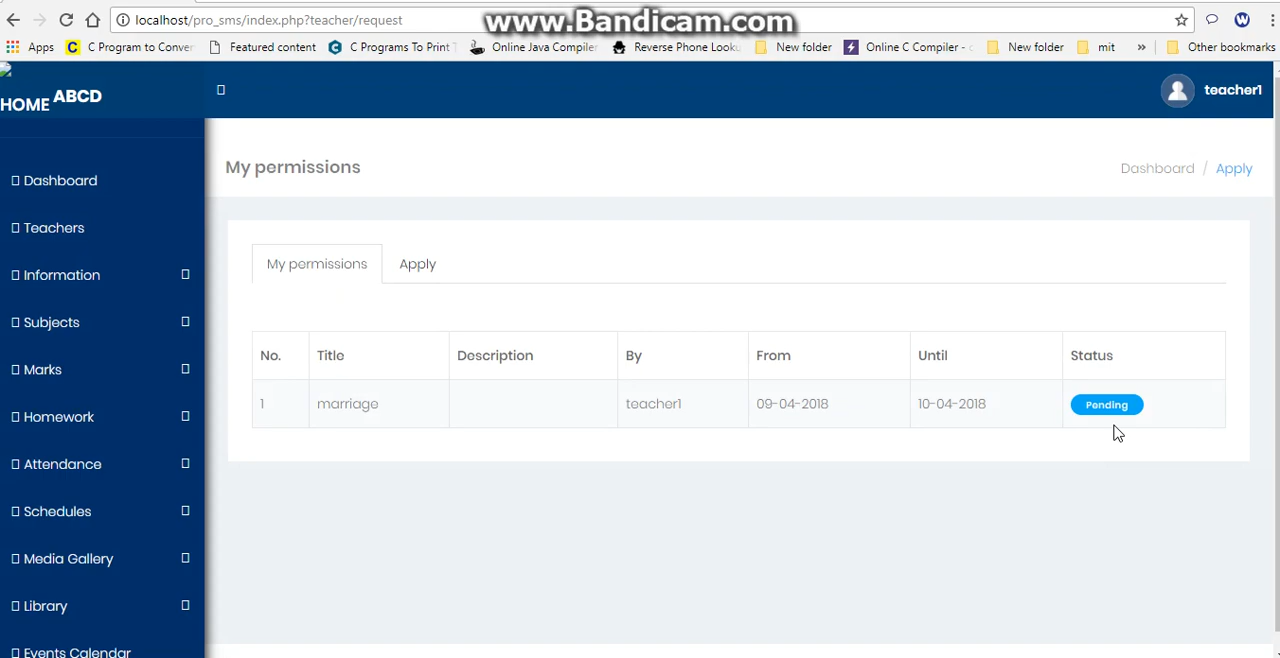 localhost/pro_sms/index.php?teacher/request
www.Bandicam.com
Apps C Program to Conver Featured content C Programs To Print Online Java Compiler Reverse Phone Looku New folder Online C Compiler - New folder mit » Other bookmarks
HOME ABCD
teacher1
My permissions
Dashboard / Apply
Dashboard
Teachers
Information
Subjects
Marks
Homework
Attendance
Schedules
Media Gallery
Library
Events Calendar
My permissions Apply
No. Title Description By From Until Status
1 marriage teacher1 09-04-2018 10-04-2018 Pending